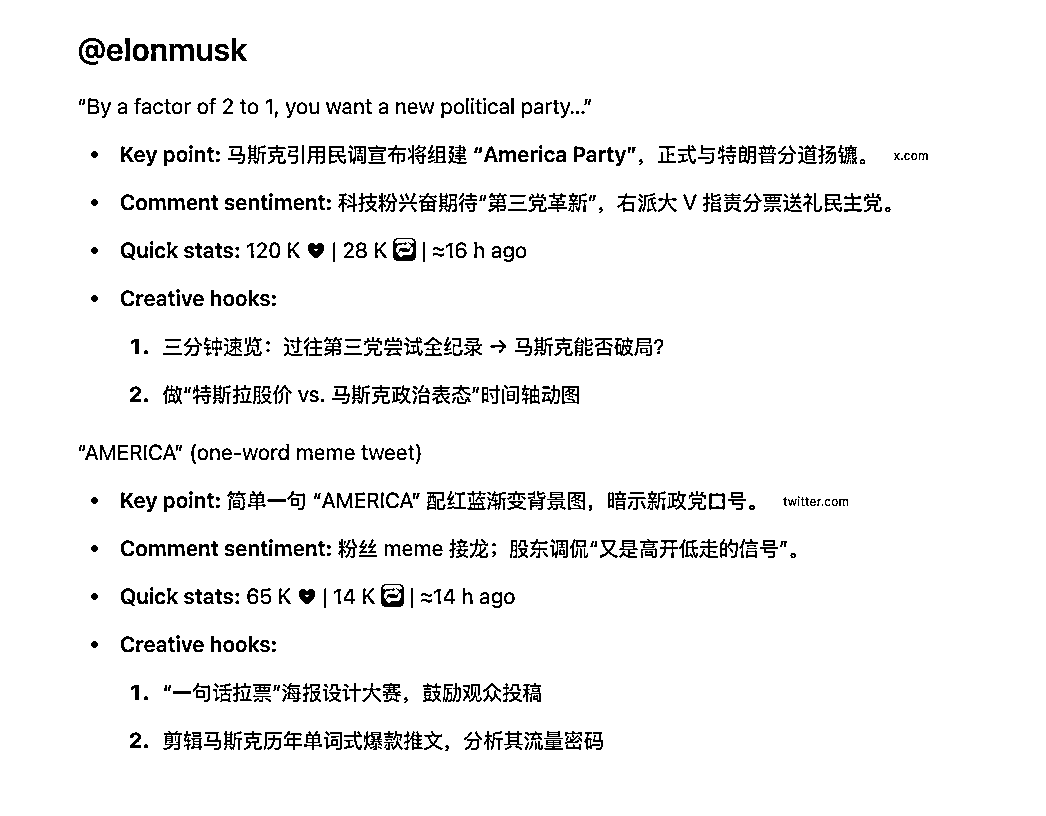 @elonmusk
“By a factor of 2 to 1, you want a new political party…”
• Key point: 马斯克引用民调宣布将组建 “America Party”，正式与特朗普分道扬镳。 x.com
• Comment sentiment: 科技粉兴奋期待“第三党革新”，右派大 V 指责分票送礼民主党。
• Quick stats: 120 K ♥ | 28 K 🔁 | ≈16 h ago
• Creative hooks:
1. 三分钟速览：过往第三党尝试全纪录 → 马斯克能否破局？
2. 做“特斯拉股价 vs. 马斯克政治表态”时间轴动图
“AMERICA” (one-word meme tweet)
• Key point: 简单一句 “AMERICA” 配红蓝渐变背景图，暗示新政党口号。 twitter.com
• Comment sentiment: 粉丝 meme 接龙；股东调侃“又是高开低走的信号”。
• Quick stats: 65 K ♥ | 14 K 🔁 | ≈14 h ago
• Creative hooks:
1. “一句话拉票”海报设计大赛，鼓励观众投稿
2. 剪辑马斯克历年单词式爆款推文，分析其流量密码